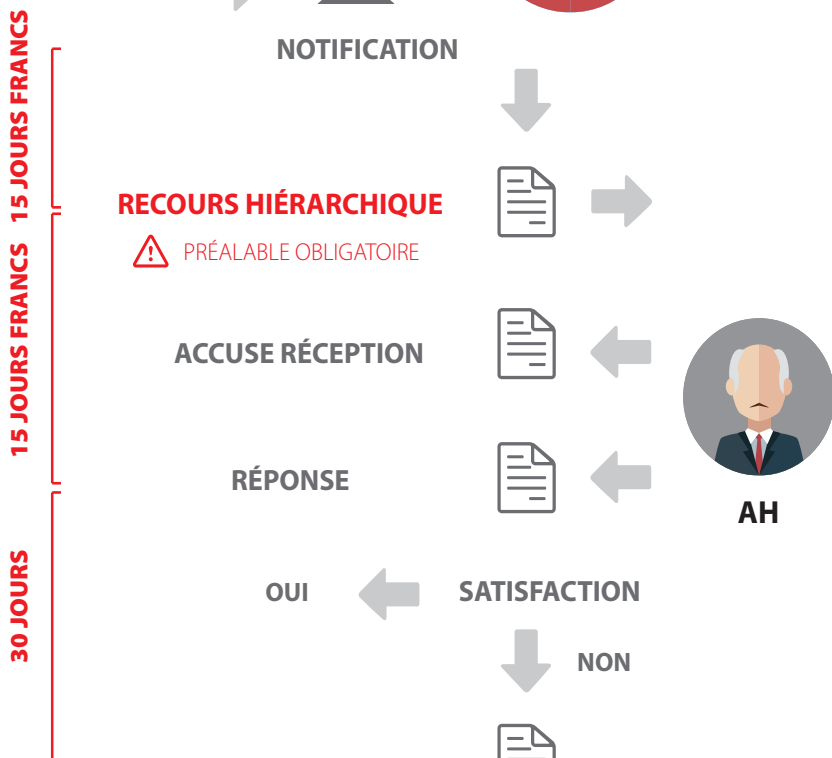 15 JOURS FRANCS
NOTIFICATION
RECOURS HIÉRARCHIQUE
PRÉALABLE OBLIGATOIRE
15 JOURS FRANCS
ACCUSE RÉCEPTION
RÉPONSE
AH
30 JOURS
OUI
SATISFACTION
NON